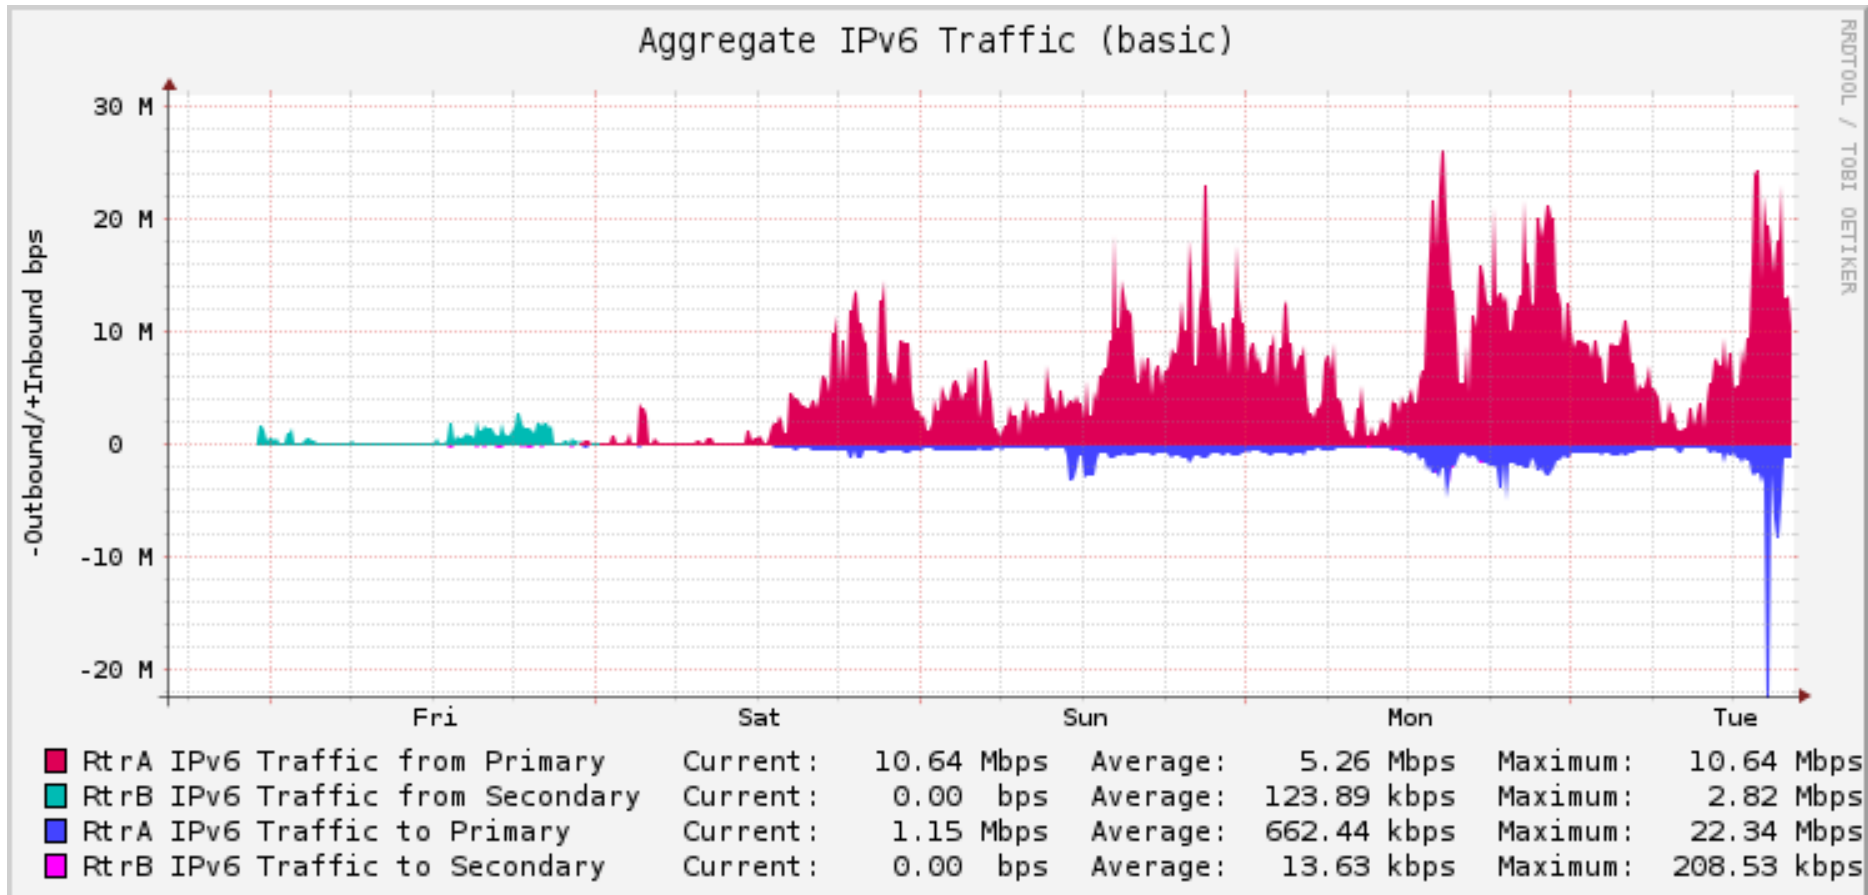 Aggregate IPv6 Traffic (basic)
RRDTOOL / TOBI OETIKER
-Outbound/+Inbound bps
30 M
20 M
10 M
0
-10 M
-20 M
Fri Sat Sun Mon Tue
RtrA IPv6 Traffic from Primary Current: 10.64 Mbps Average: 5.26 Mbps Maximum: 10.64 Mbps
RtrB IPv6 Traffic from Secondary Current: 0.00 bps Average: 123.89 kbps Maximum: 2.82 Mbps
RtrA IPv6 Traffic to Primary Current: 1.15 Mbps Average: 662.44 kbps Maximum: 22.34 Mbps
RtrB IPv6 Traffic to Secondary Current: 0.00 bps Average: 13.63 kbps Maximum: 208.53 kbps